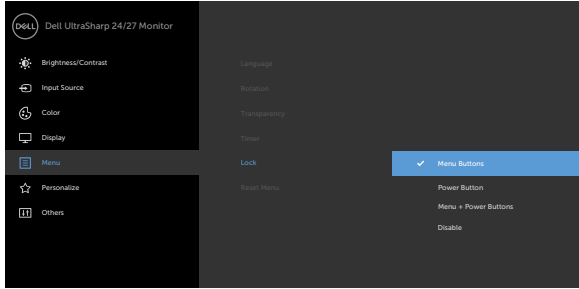 DELL
Dell UltraSharp 24/27 Monitor
Brightness/Contrast
Input Source
Color
Display
Menu
Personalize
Others
Language
Rotation
Transparency
Timer
Lock
Reset Menu
Menu Buttons
Power Button
Menu + Power Buttons
Disable